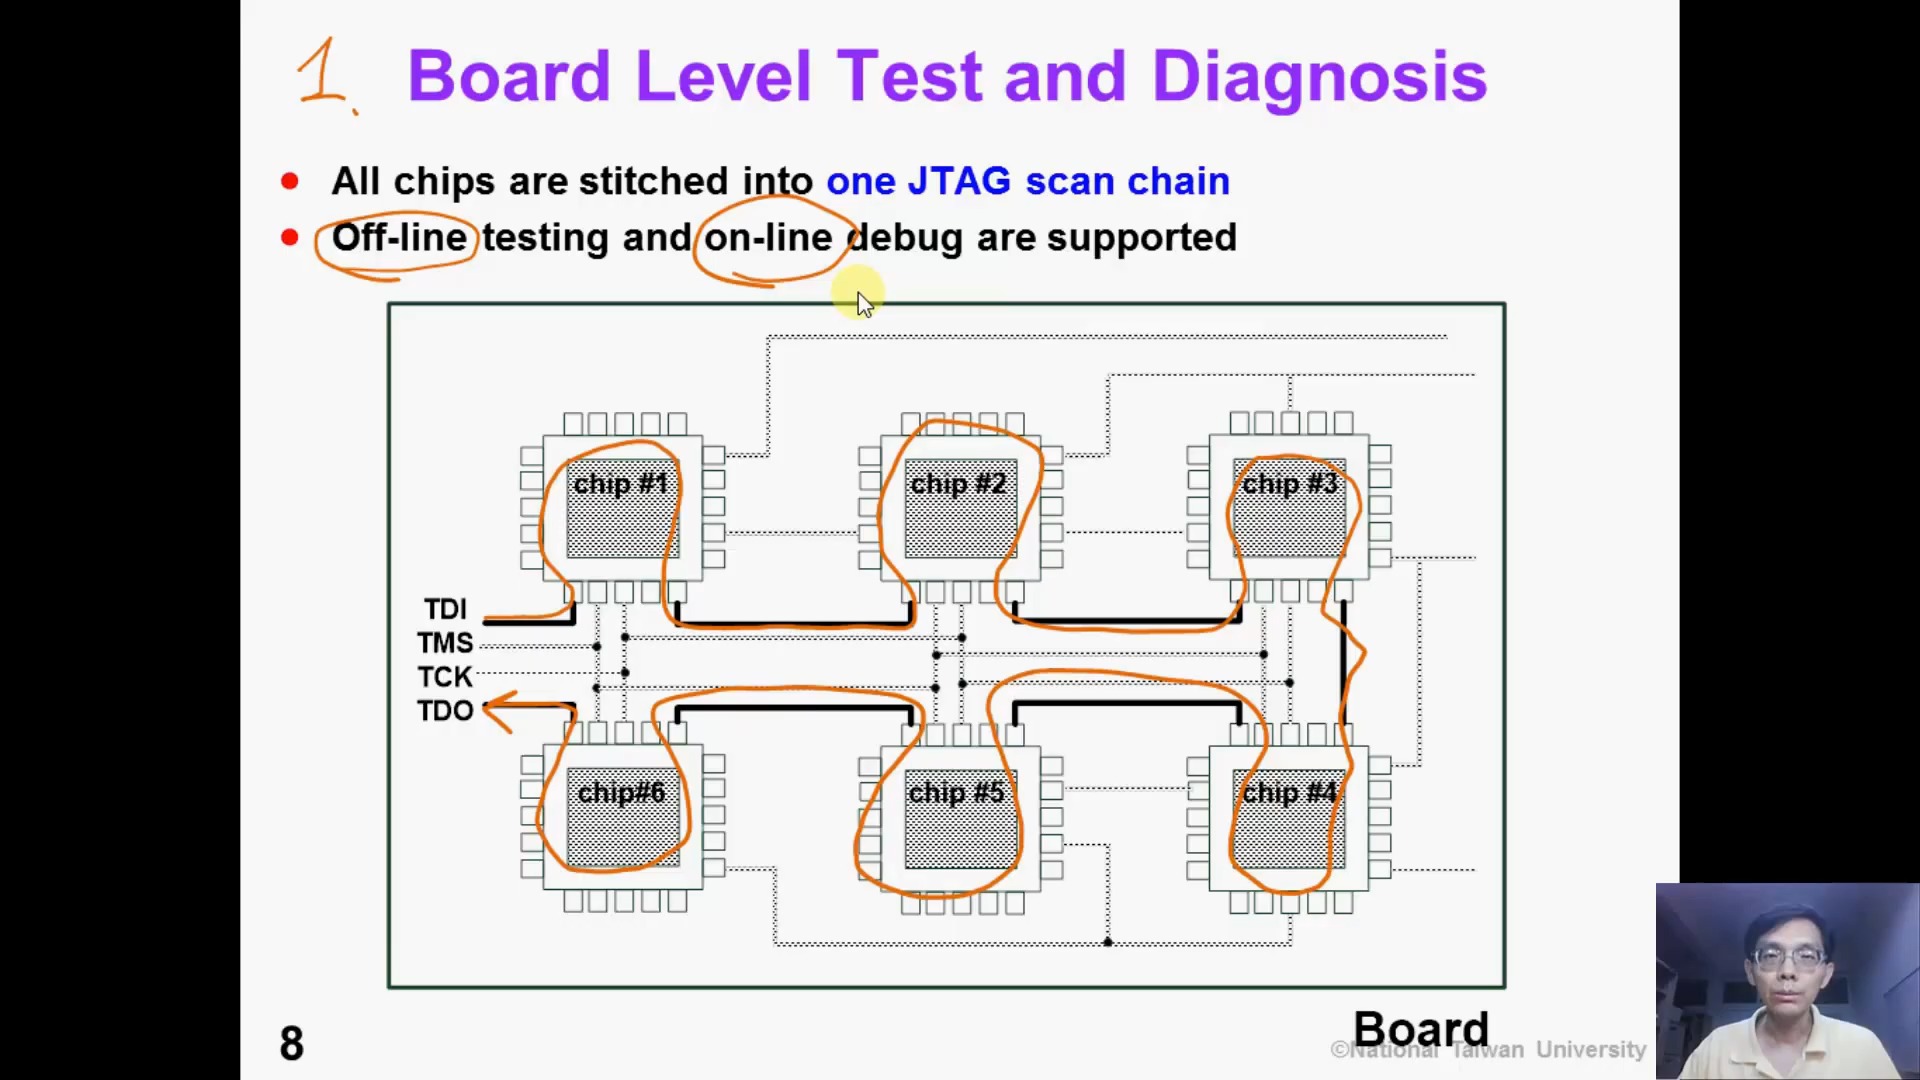 1. Board Level Test and Diagnosis
• All chips are stitched into one JTAG scan chain
• Off-line testing and on-line debug are supported
chip #1
chip #2
chip #3
TDI
TMS
TCK
TDO
chip#6
chip #5
chip #4
Board
8
©National Taiwan University